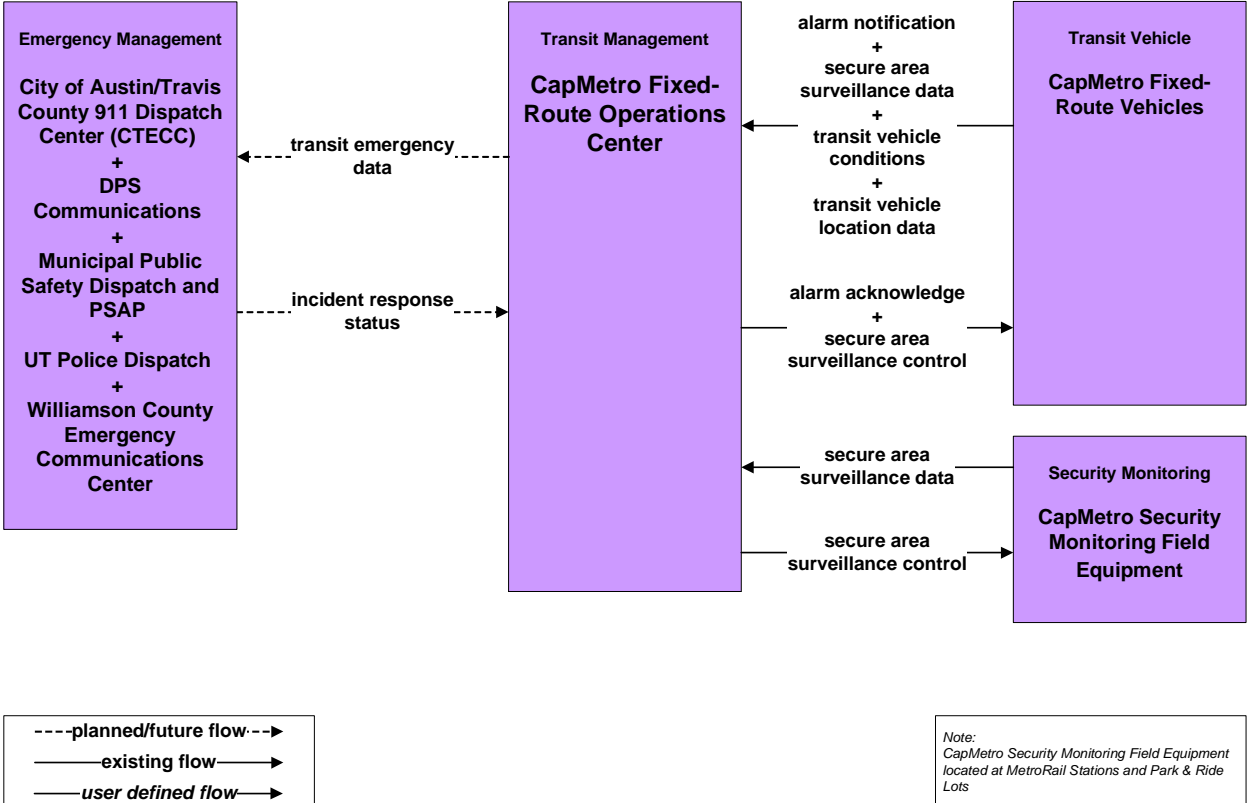 Emergency Management
City of Austin/Travis
County 911 Dispatch
Center (CTECC)
+
DPS
Communications
+
Municipal Public
Safety Dispatch and
PSAP
+
UT Police Dispatch
+
Williamson County
Emergency
Communications
Center
transit emergency
data
incident response
status
Transit Management
CapMetro Fixed-
Route Operations
Center
alarm notification
+
secure area
surveillance data
+
transit vehicle
conditions
+
transit vehicle
location data
alarm acknowledge
+
secure area
surveillance control
secure area
surveillance data
secure area
surveillance control
Transit Vehicle
CapMetro Fixed-
Route Vehicles
Security Monitoring
CapMetro Security
Monitoring Field
Equipment
planned/future flow
existing flow
user defined flow
Note:
CapMetro Security Monitoring Field Equipment
located at MetroRail Stations and Park & Ride
Lots